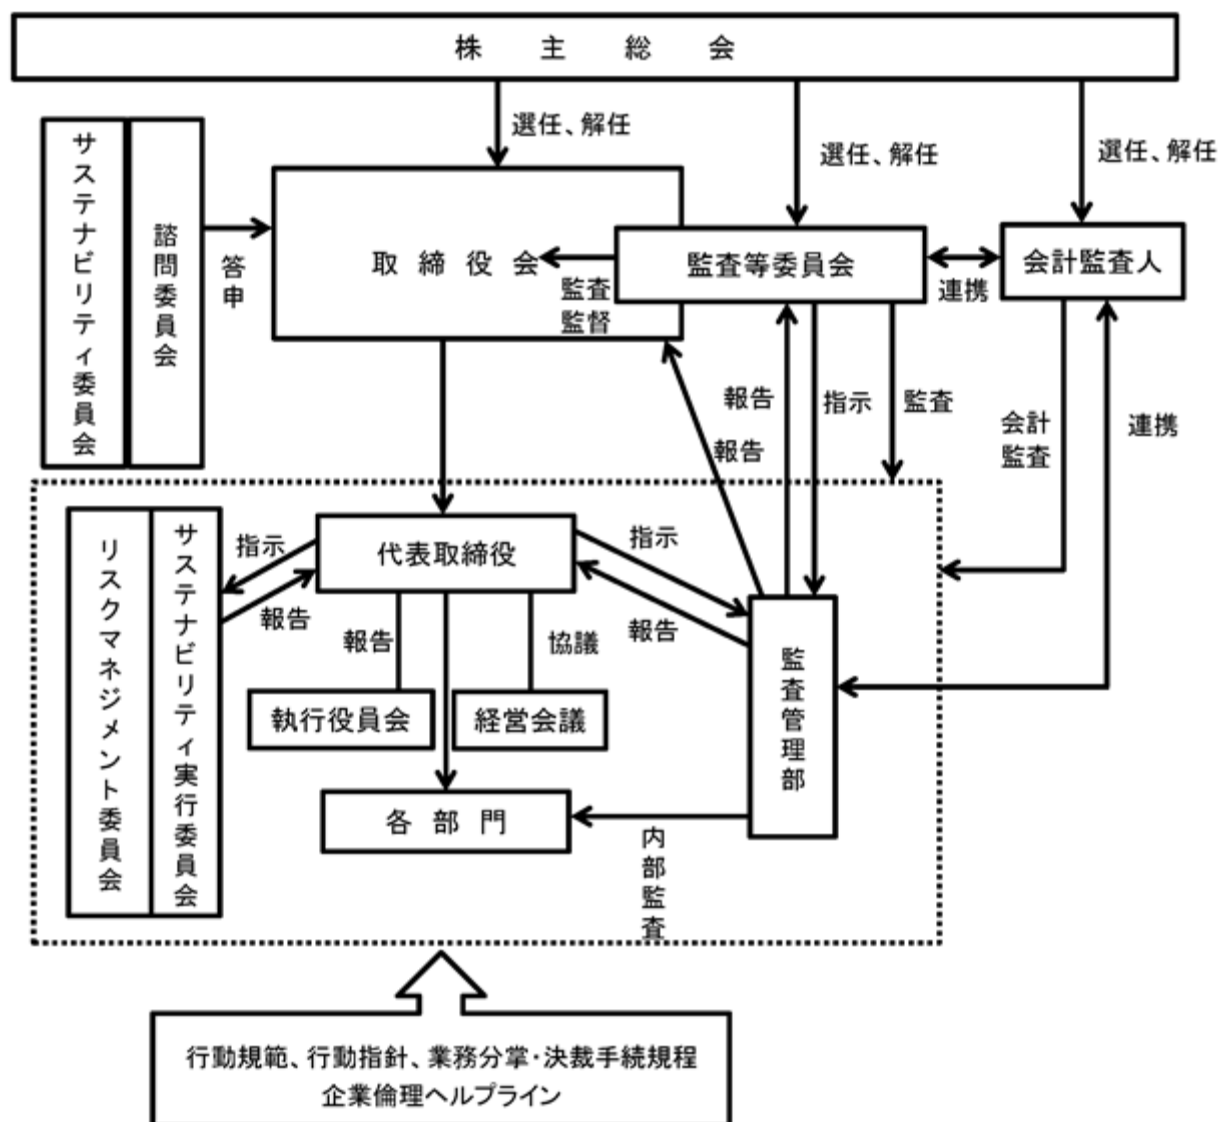 株主総会
選任、解任
選任、解任
選任、解任
サステナビリティ委員会
諮問委員会
答申
取締役会
監査等委員会
会計監査人
監査
監督
連携
報告
指示
監査
会計
監査
連携
報告
リスクマネジメント委員会
サステナビリティ実行委員会
指示
報告
代表取締役
指示
報告
報告
協議
執行役員会
経営会議
監査管理部
各部門
内部監査
行動規範、行動指針、業務分掌・決裁手続規程
企業倫理ヘルプライン